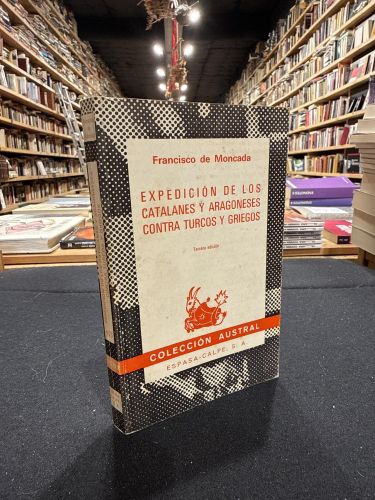 Francisco de Moncada
EXPEDICIÓN DE LOS
CATALANES Y ARAGONESES
CONTRA TURCOS Y GRIEGOS
Tercera edición
COLECCIÓN AUSTRAL
ESPASA-CALPE, S. A.